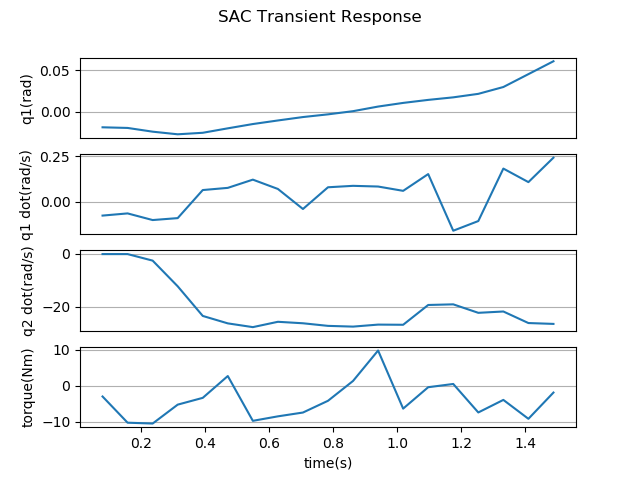 SAC Transient Response
0.05
0.00
q1(rad)
0.25
0.00
q1 dot(rad/s)
0
−20
q2 dot(rad/s)
10
0
−10
torque(Nm)
0.2 0.4 0.6 0.8 1.0 1.2 1.4
time(s)